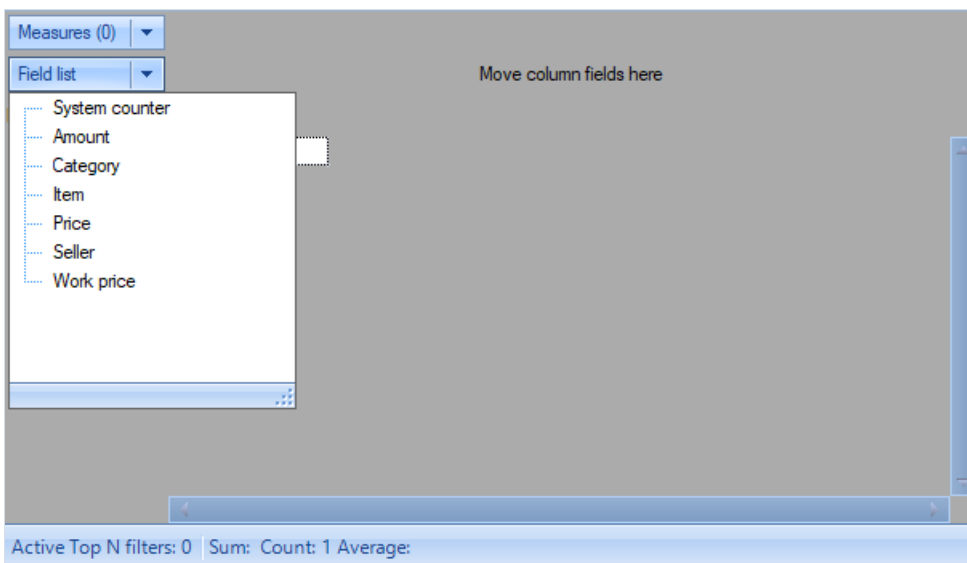 Measures (0)
Field list
Move column fields here
System counter
Amount
Category
Item
Price
Seller
Work price
Active Top N filters: 0 Sum: Count: 1 Average: